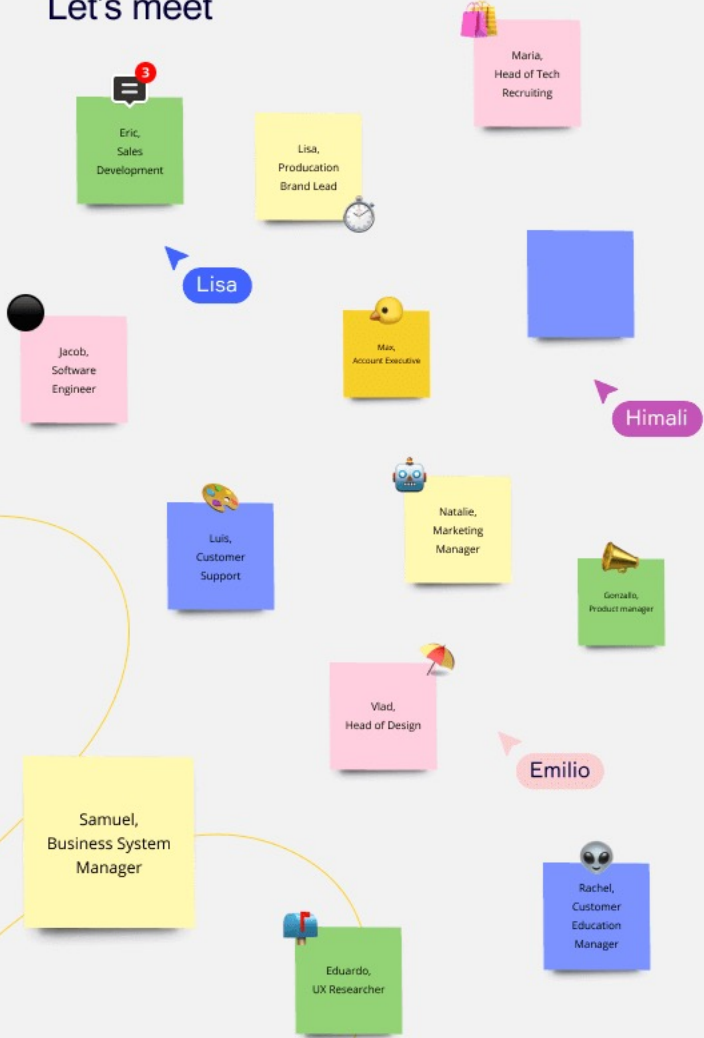 Let's meet
Maria,
Head of Tech
Recruiting
3
Eric,
Sales
Development
Lisa,
Producation
Brand Lead
Lisa
Jacob,
Software
Engineer
Max,
Account Executive
Himali
Luis,
Customer
Support
Natalie,
Marketing
Manager
Gonzallo,
Product manager
Vlad,
Head of Design
Emilio
Samuel,
Business System
Manager
Rachel,
Customer
Education
Manager
Eduardo,
UX Researcher